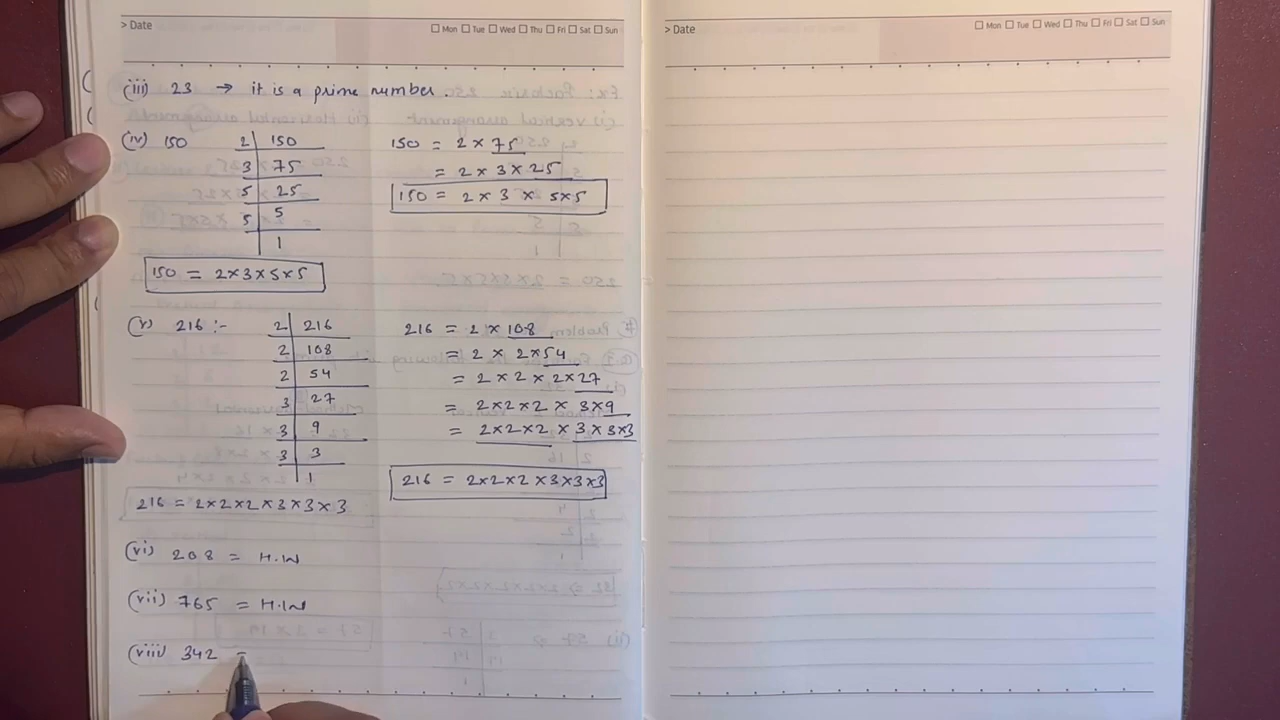 > Date
Mon Tue Wed Thu Fri Sat Sun
(iii) 23 → it is a prime number.
(iv) 150
2 | 150
3 | 75
5 | 25
5 | 5
1
150 = 2×3×5×5
150 = 2 × 75
= 2 × 3 × 25
150 = 2 × 3 × 5×5
(v) 216 :-
2 | 216
2 | 108
2 | 54
3 | 27
3 | 9
3 | 3
1
216 = 2×2×2×3×3×3
216 = 2 × 108
= 2 × 2×54
= 2 × 2 × 2×27
= 2×2×2 × 3×9
= 2×2×2 × 3×3×3
216 = 2×2×2×3×3×3
(vi) 208 = H.W
(vii) 765 = H.W
(viii) 342 =
> Date
Mon Tue Wed Thu Fri Sat Sun